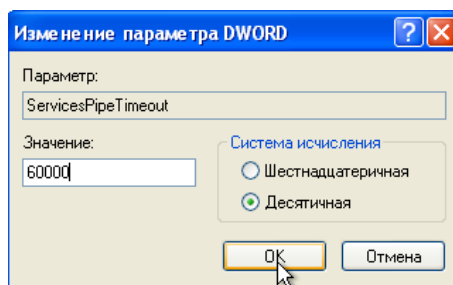 Изменение параметра DWORD
Параметр:
ServicesPipeTimeout
Значение:
60000
Система исчисления
Шестнадцатеричная
Десятичная
OK
Отмена